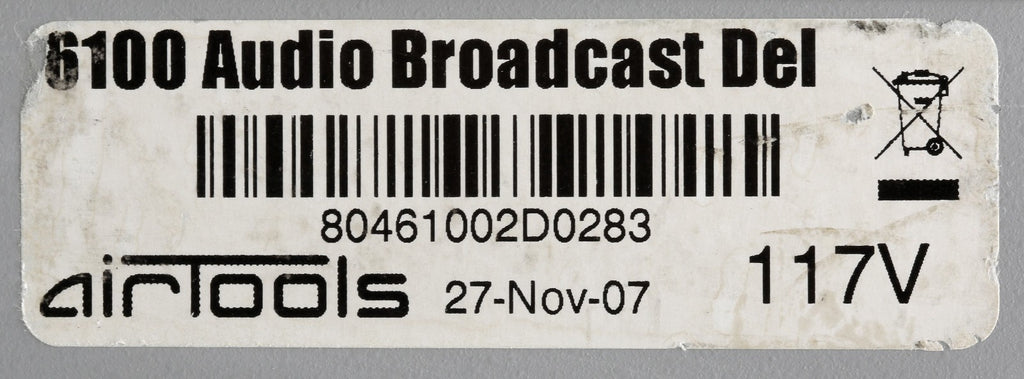 6100 Audio Broadcast Del
80461002D0283
airTools 27-Nov-07 117V